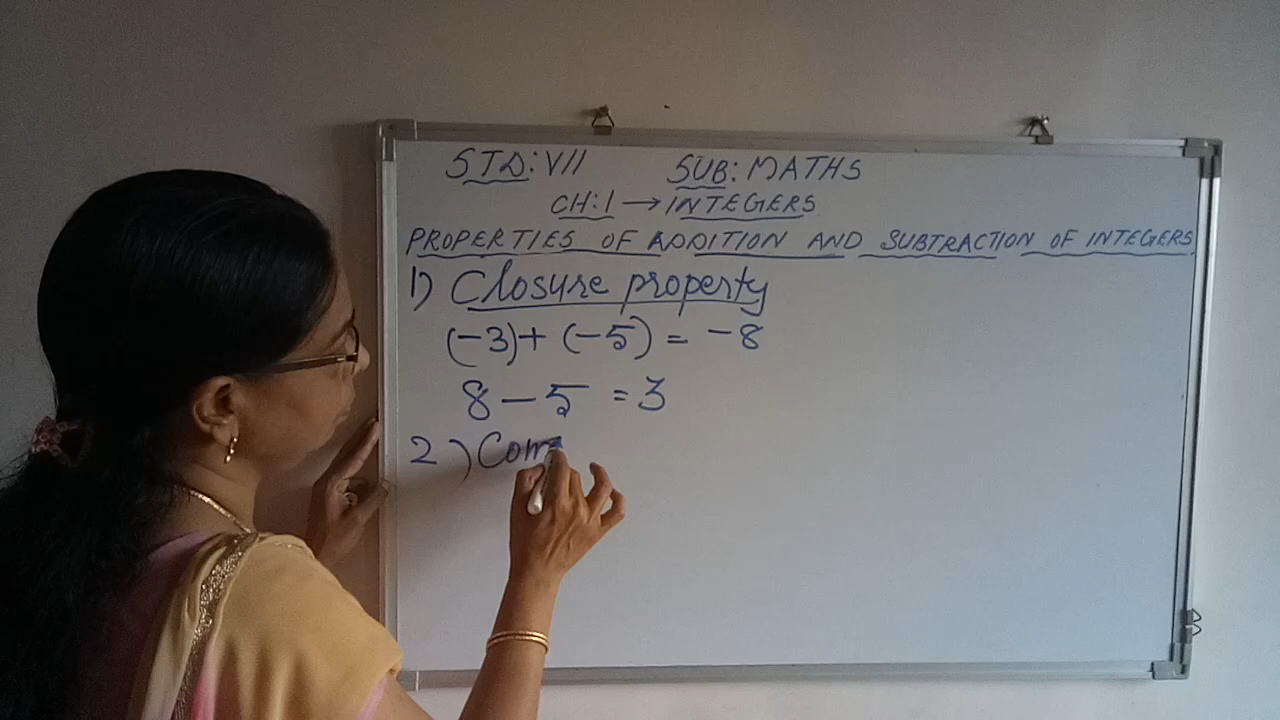 STD: VII SUB: MATHS
CH: 1 → INTEGERS
PROPERTIES OF ADDITION AND SUBTRACTION OF INTEGERS
1) Closure property
(-3)+ (-5) = -8
8 - 5 = 3
2) Com